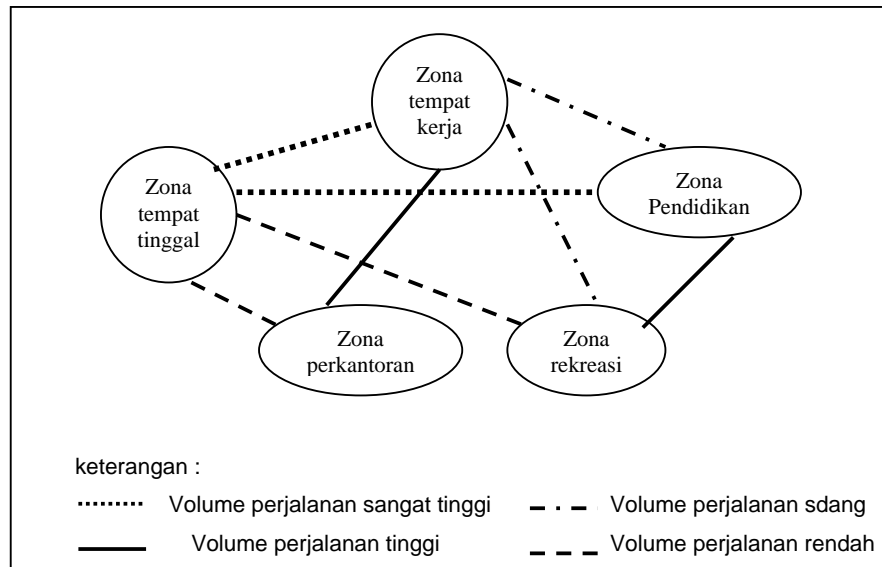 Zona
tempat
kerja
Zona
tempat
tinggal
Zona
Pendidikan
Zona
perkantoran
Zona
rekreasi
keterangan :
Volume perjalanan sangat tinggi
Volume perjalanan sdang
Volume perjalanan tinggi
Volume perjalanan rendah